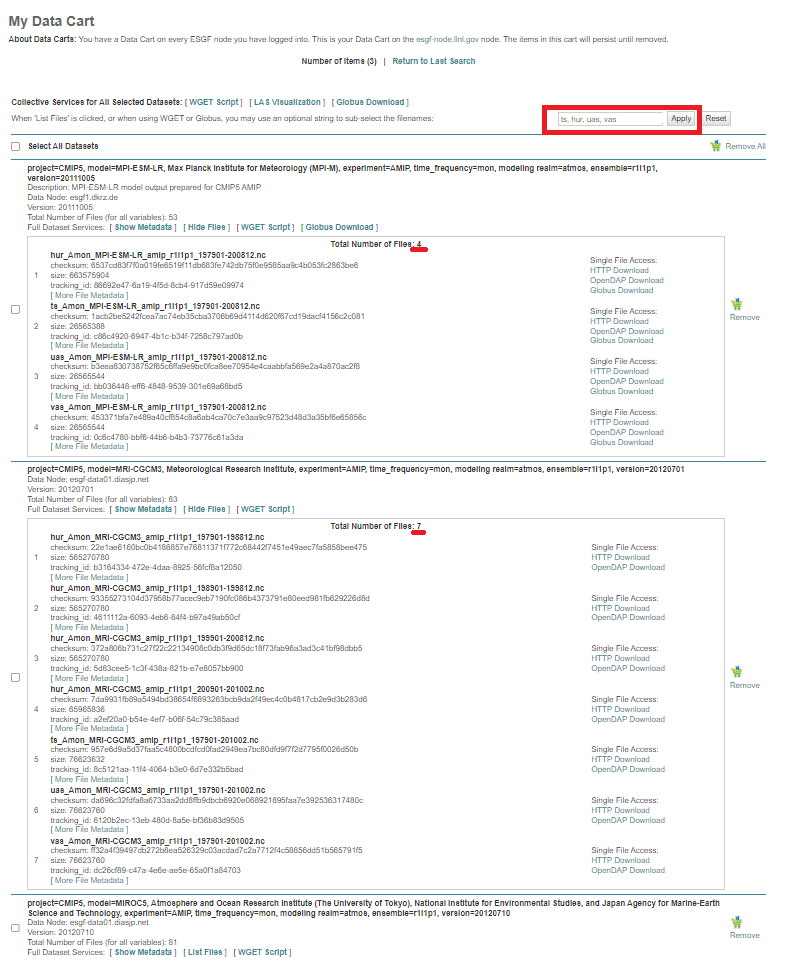 My Data Cart
About Data Carts: You have a Data Cart on every ESGF node you have logged into. This is your Data Cart on the esgf-node.llnl.gov node. The items in this cart will persist until removed.
Number of Items (3) | Return to Last Search
Collective Services for All Selected Datasets: [ WGET Script ] [ LAS Visualization ] [ Globus Download ]
When 'List Files' is clicked, or when using WGET or Globus, you may use an optional string to sub-select the filenames: ts, hur, uas, vas Apply Reset
Select All Datasets Remove All
project=CMIP5, model=MPI-ESM-LR, Max Planck Institute for Meteorology (MPI-M), experiment=AMIP, time_frequency=mon, modeling realm=atmos, ensemble=r1i1p1,
version=20111005
Description: MPI-ESM-LR model output prepared for CMIP5 AMIP
Data Node: esgf1.dkrz.de
Version: 20111005
Total Number of Files (for all variables): 53
Full Dataset Services: [ Show Metadata ] [ Hide Files ] [ WGET Script ] [ Globus Download ]
Total Number of Files: 4
hur_Amon_MPI-ESM-LR_amip_r1i1p1_197901-200812.nc
checksum: 6537cd83f7f0a019fe6519f11db683fe742db75f0e9585aa9c4b053fc2863be6
1 size: 663575904
tracking_id: 86692e47-6a19-4f5d-8cb4-917d59e09974
[ More File Metadata ]
Single File Access:
HTTP Download
OpenDAP Download
Globus Download
ts_Amon_MPI-ESM-LR_amip_r1i1p1_197901-200812.nc
checksum: 1acb2be5242fcea7ac74eb35cba3706b69d4114d620f67cd19dacf4156c2c081
2 size: 26565388
tracking_id: c86c4920-6947-4b1c-b34f-7258c797ad0b
[ More File Metadata ]
Single File Access:
HTTP Download
OpenDAP Download
Globus Download
Remove
uas_Amon_MPI-ESM-LR_amip_r1i1p1_197901-200812.nc
checksum: b3eea830738752f65c6ffa9e9bc0fca8ee70954e4caabbfa569e2a4a870ac2f8
3 size: 26565544
tracking_id: bb036448-eff6-4848-9539-301e69a68bd5
[ More File Metadata ]
Single File Access:
HTTP Download
OpenDAP Download
Globus Download
vas_Amon_MPI-ESM-LR_amip_r1i1p1_197901-200812.nc
checksum: 453371bfa7e489a40cf854c8a6ab4ca70c7e3aa9c97523d48d3a35bf6e65856c
4 size: 26565544
tracking_id: 0c6c4780-bbf6-44b6-b4b3-73776c61a3da
[ More File Metadata ]
Single File Access:
HTTP Download
OpenDAP Download
Globus Download
project=CMIP5, model=MRI-CGCM3, Meteorological Research Institute, experiment=AMIP, time_frequency=mon, modeling realm=atmos, ensemble=r1i1p1, version=20120701
Data Node: esgf-data01.diasjp.net
Version: 20120701
Total Number of Files (for all variables): 83
Full Dataset Services: [ Show Metadata ] [ Hide Files ] [ WGET Script ]
Total Number of Files: 7
hur_Amon_MRI-CGCM3_amip_r1i1p1_197901-198812.nc
checksum: 22e1ae6160bc0b4186857e76811371f772c68442f7451e49aec7fa5858bee475
1 size: 565270780
tracking_id: b3164334-472e-4daa-8925-56fcf8a12050
[ More File Metadata ]
Single File Access:
HTTP Download
OpenDAP Download
hur_Amon_MRI-CGCM3_amip_r1i1p1_198901-199812.nc
checksum: 93355273104d37958b77acec9eb7190fc086b4373791e80eed981fb629226d8d
2 size: 565270780
tracking_id: 4611112a-6093-4eb6-84f4-b97a49ab50cf
[ More File Metadata ]
Single File Access:
HTTP Download
OpenDAP Download
hur_Amon_MRI-CGCM3_amip_r1i1p1_199901-200812.nc
checksum: 372a806b731c27f22c22134908c0db3f9d65dc18f73fab96a3ad3c41bf98dbb5
3 size: 565270780
tracking_id: 5d83cee5-1c3f-438a-821b-e7e8057bb900
[ More File Metadata ]
Single File Access:
HTTP Download
OpenDAP Download
Remove
hur_Amon_MRI-CGCM3_amip_r1i1p1_200901-201002.nc
checksum: 7da9931fb89a5494bd38654f6893263bcb9da2f49ec4c0b4817cb2e9d3b283d6
4 size: 65965836
tracking_id: a2ef20a0-b54e-4ef7-b06f-54c79c385aad
[ More File Metadata ]
Single File Access:
HTTP Download
OpenDAP Download
ts_Amon_MRI-CGCM3_amip_r1i1p1_197901-201002.nc
checksum: 957e6d9a5d37faa5c4800bcdfcd0fad2949ea7bc80dfd9f7f2d7795f0026d50b
5 size: 76623632
tracking_id: 8c5121aa-11f4-4064-b3e0-6d7e332b5bad
[ More File Metadata ]
Single File Access:
HTTP Download
OpenDAP Download
uas_Amon_MRI-CGCM3_amip_r1i1p1_197901-201002.nc
checksum: da696c32fdfa8a6733aa2dd8ffb9dbcb6920e068921895faa7e392536317480c
6 size: 76623760
tracking_id: 6120b2ec-13eb-480d-8a5e-bf36b83d9505
[ More File Metadata ]
Single File Access:
HTTP Download
OpenDAP Download
vas_Amon_MRI-CGCM3_amip_r1i1p1_197901-201002.nc
checksum: ff32a4f39497db272b8ea526329c03acdad7c2a7712f4c58856dd51b565791f5
7 size: 76623760
tracking_id: dc26cf89-c47a-4e6e-ae5e-65a0f1a84703
[ More File Metadata ]
Single File Access:
HTTP Download
OpenDAP Download
project=CMIP5, model=MIROC5, Atmosphere and Ocean Research Institute (The University of Tokyo), National Institute for Environmental Studies, and Japan Agency for Marine-Earth
Science and Technology, experiment=AMIP, time_frequency=mon, modeling realm=atmos, ensemble=r1i1p1, version=20120710
Data Node: esgf-data01.diasjp.net
Version: 20120710
Total Number of Files (for all variables): 81
Full Dataset Services: [ Show Metadata ] [ List Files ] [ WGET Script ]
Remove